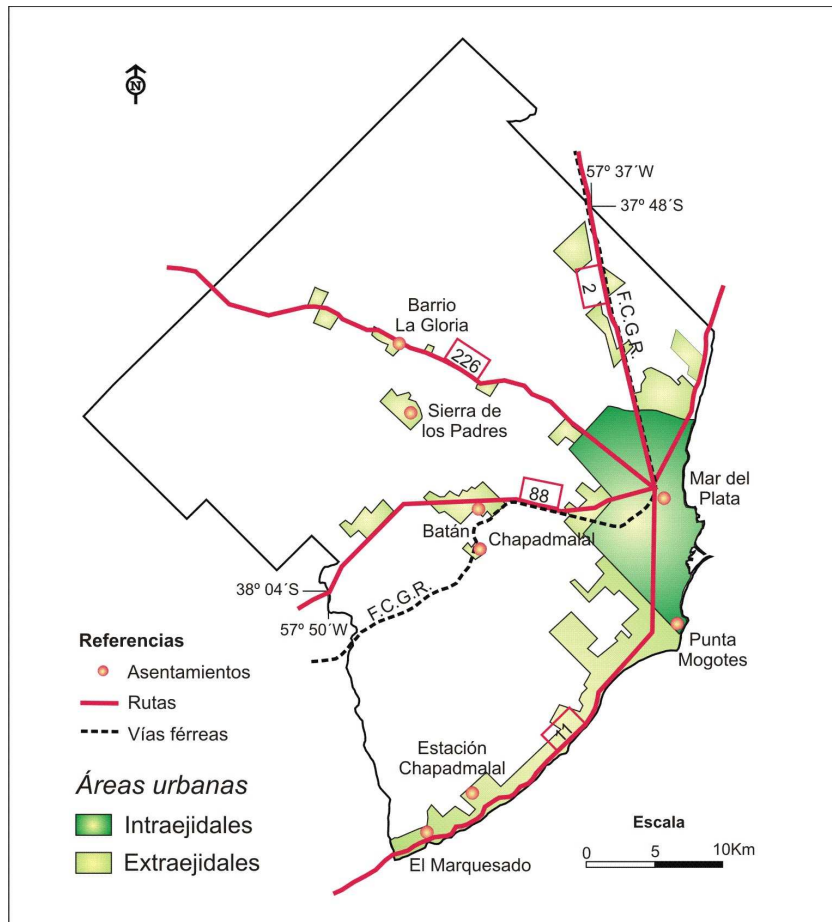 N
57º 37´W
37º 48´S
2
F.C.G.R.
Barrio
La Gloria
226
Sierra de
los Padres
Mar del
Plata
88
Batán
Chapadmalal
38º 04´S
57º 50´W
F.C.G.R.
Punta
Mogotes
11
Estación
Chapadmalal
El Marquesado
Referencias
Asentamientos
Rutas
Vías férreas
Áreas urbanas
Intraejidales
Extraejidales
Escala
0 5 10Km